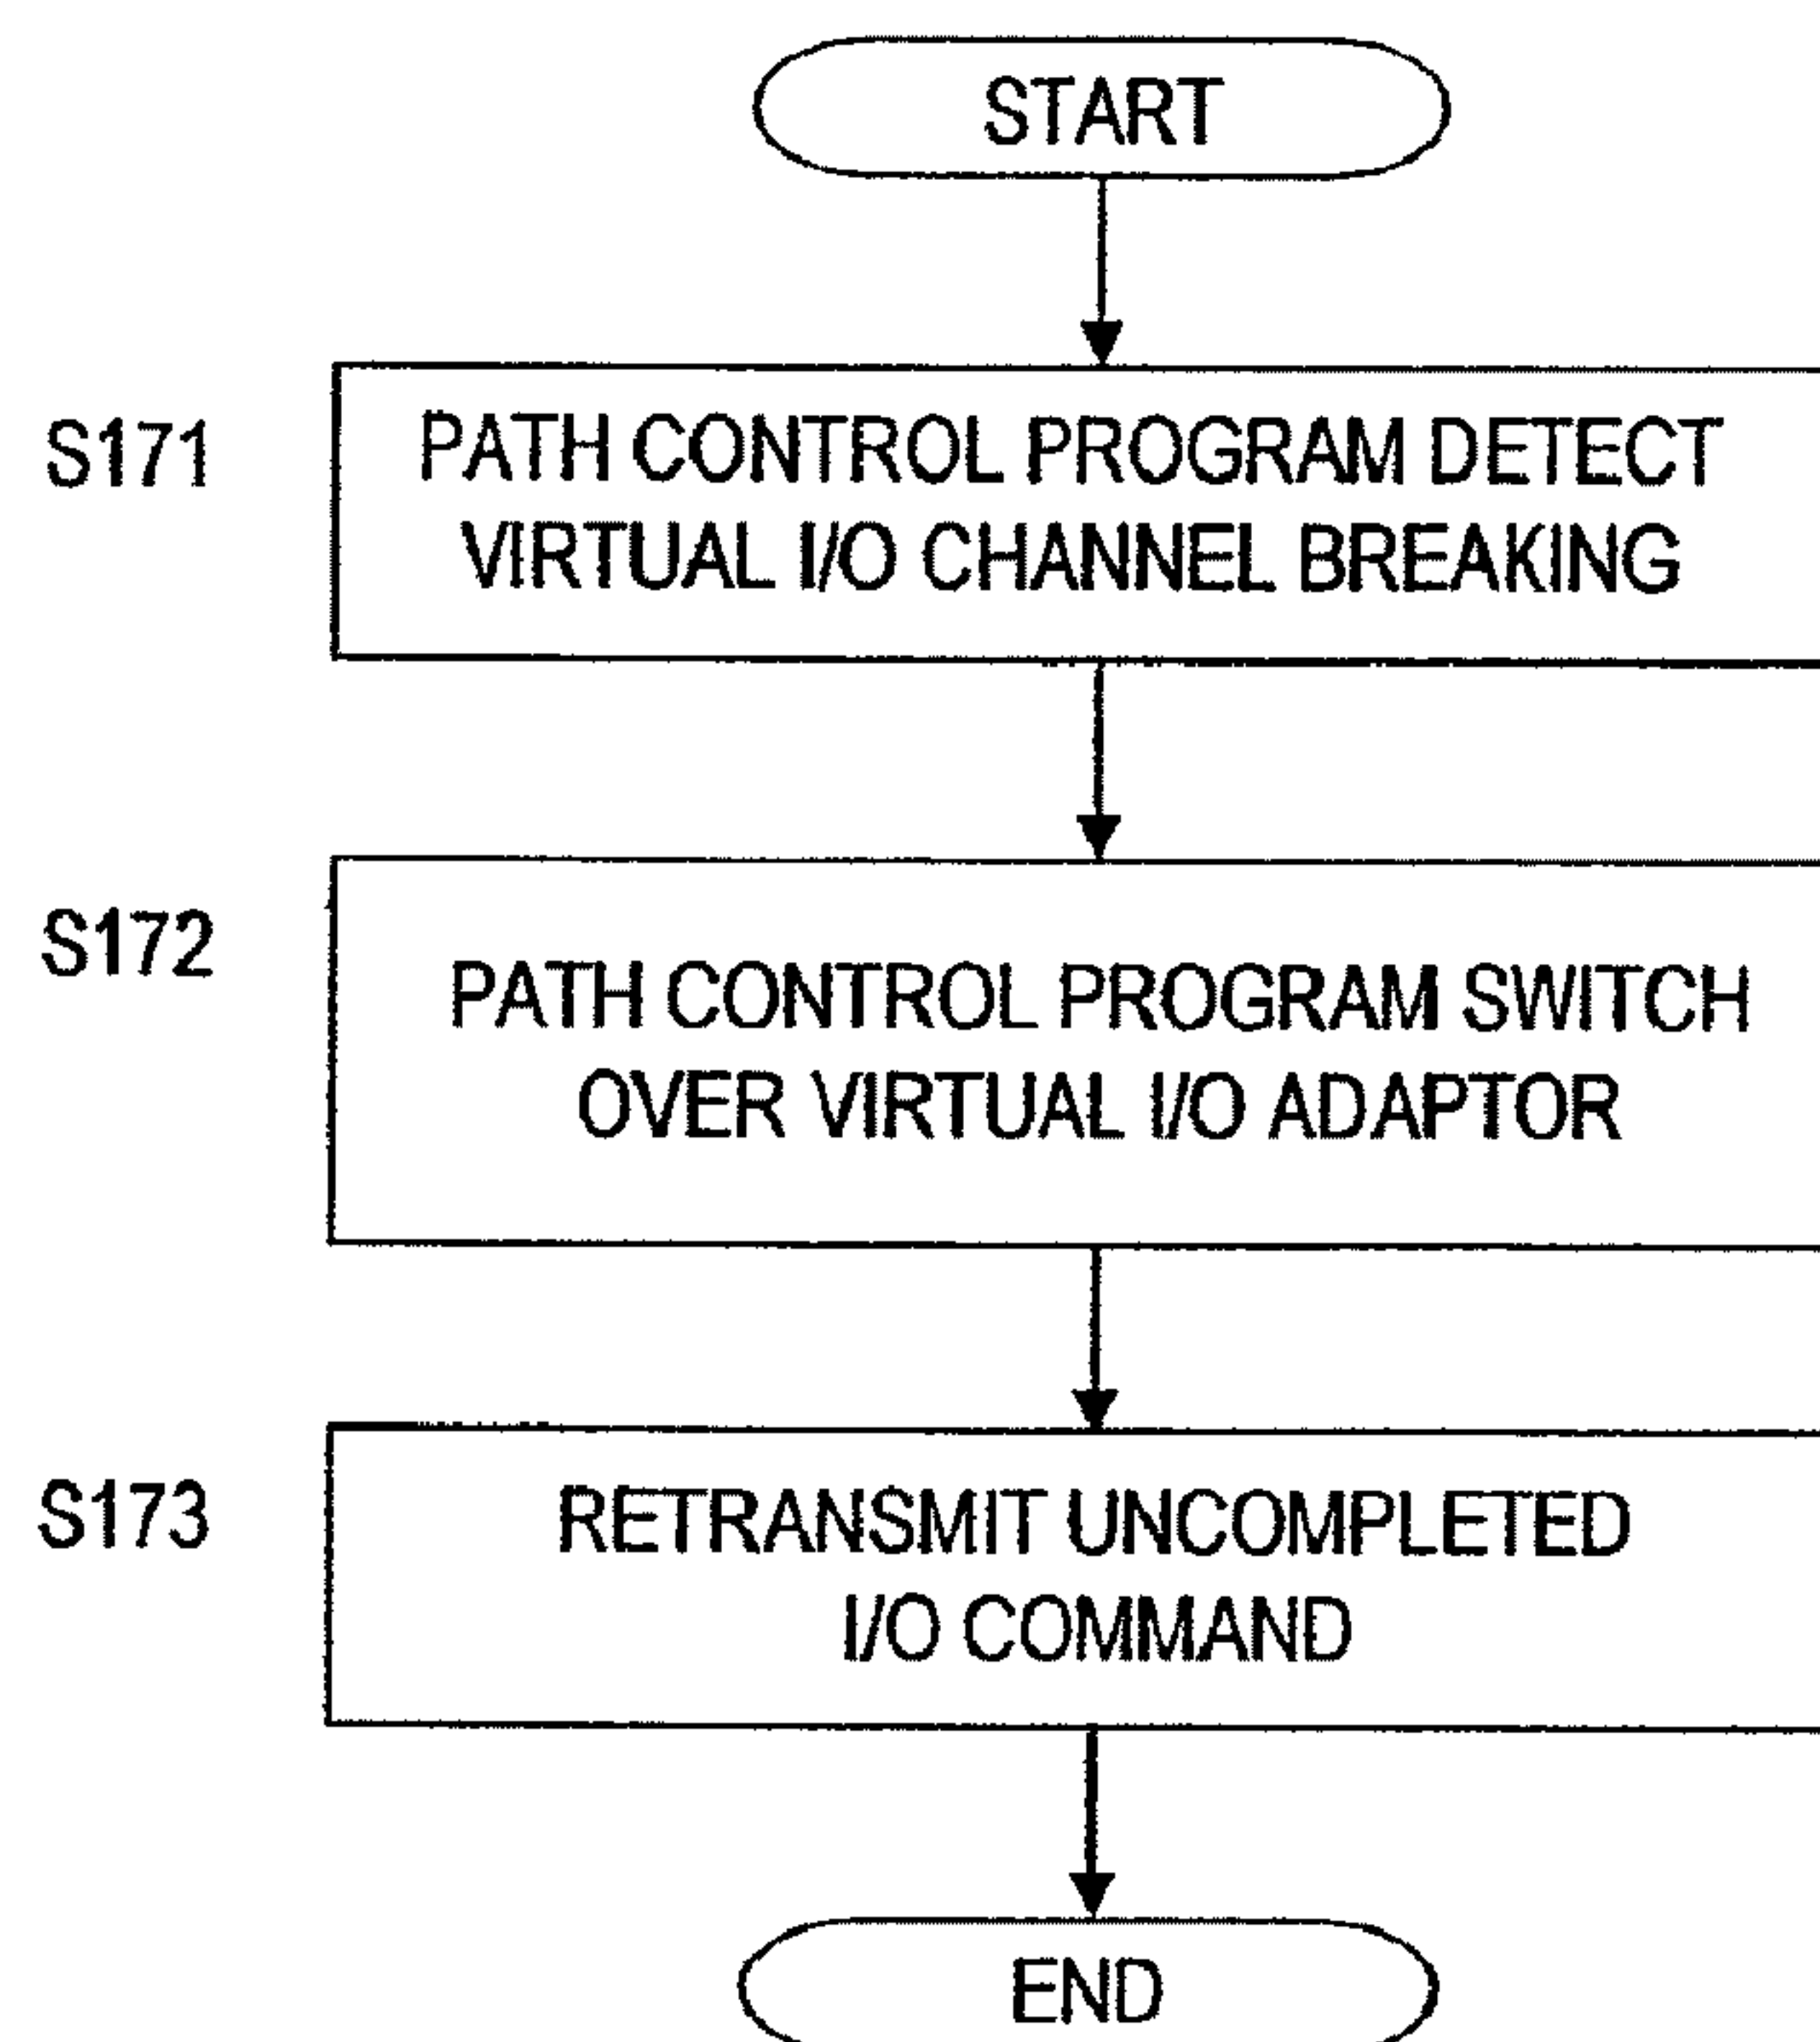 START
S171
PATH CONTROL PROGRAM DETECT
VIRTUAL I/O CHANNEL BREAKING
S172
PATH CONTROL PROGRAM SWITCH
OVER VIRTUAL I/O ADAPTOR
S173
RETRANSMIT UNCOMPLETED
I/O COMMAND
END